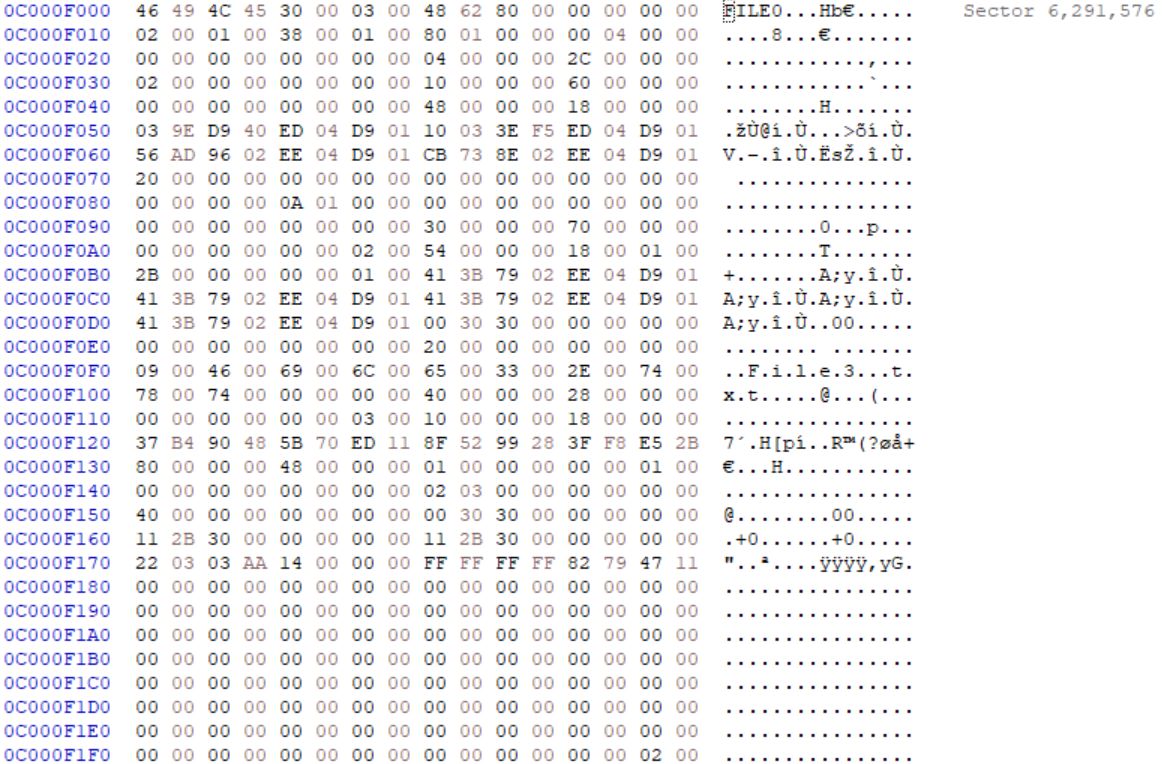 0C000F000 46 49 4C 45 30 00 03 00 48 62 80 00 00 00 00 00 FILE0...Hb€..... Sector 6,291,576
0C000F010 02 00 01 00 38 00 01 00 80 01 00 00 00 04 00 00 ....8...€.......
0C000F020 00 00 00 00 00 00 00 00 04 00 00 00 2C 00 00 00 ............,...
0C000F030 02 00 00 00 00 00 00 00 10 00 00 00 60 00 00 00 ............`...
0C000F040 00 00 00 00 00 00 00 00 48 00 00 00 18 00 00 00 ........H.......
0C000F050 03 9E D9 40 ED 04 D9 01 10 03 3E F5 ED 04 D9 01 .žÙ@í.Ù...>õí.Ù.
0C000F060 56 AD 96 02 EE 04 D9 01 CB 73 8E 02 EE 04 D9 01 V.–.î.Ù.ËsŽ.î.Ù.
0C000F070 20 00 00 00 00 00 00 00 00 00 00 00 00 00 00 00  ...............
0C000F080 00 00 00 00 0A 01 00 00 00 00 00 00 00 00 00 00 ................
0C000F090 00 00 00 00 00 00 00 00 30 00 00 00 70 00 00 00 ........0...p...
0C000F0A0 00 00 00 00 00 00 02 00 54 00 00 00 18 00 01 00 ........T.......
0C000F0B0 2B 00 00 00 00 00 01 00 41 3B 79 02 EE 04 D9 01 +.......A;y.î.Ù.
0C000F0C0 41 3B 79 02 EE 04 D9 01 41 3B 79 02 EE 04 D9 01 A;y.î.Ù.A;y.î.Ù.
0C000F0D0 41 3B 79 02 EE 04 D9 01 00 30 30 00 00 00 00 00 A;y.î.Ù..00.....
0C000F0E0 00 00 00 00 00 00 00 00 20 00 00 00 00 00 00 00 ........ .......
0C000F0F0 09 00 46 00 69 00 6C 00 65 00 33 00 2E 00 74 00 ..F.i.l.e.3...t.
0C000F100 78 00 74 00 00 00 00 00 40 00 00 00 28 00 00 00 x.t.....@...(...
0C000F110 00 00 00 00 00 00 03 00 10 00 00 00 18 00 00 00 ................
0C000F120 37 B4 90 48 5B 70 ED 11 8F 52 99 28 3F F8 E5 2B 7´.H[pí..R™(?øå+
0C000F130 80 00 00 00 48 00 00 00 01 00 00 00 00 00 01 00 €...H...........
0C000F140 00 00 00 00 00 00 00 00 02 03 00 00 00 00 00 00 ................
0C000F150 40 00 00 00 00 00 00 00 00 30 30 00 00 00 00 00 @........00.....
0C000F160 11 2B 30 00 00 00 00 00 11 2B 30 00 00 00 00 00 .+0......+0.....
0C000F170 22 03 03 AA 14 00 00 00 FF FF FF FF 82 79 47 11 "..ª....ÿÿÿÿ‚yG.
0C000F180 00 00 00 00 00 00 00 00 00 00 00 00 00 00 00 00 ................
0C000F190 00 00 00 00 00 00 00 00 00 00 00 00 00 00 00 00 ................
0C000F1A0 00 00 00 00 00 00 00 00 00 00 00 00 00 00 00 00 ................
0C000F1B0 00 00 00 00 00 00 00 00 00 00 00 00 00 00 00 00 ................
0C000F1C0 00 00 00 00 00 00 00 00 00 00 00 00 00 00 00 00 ................
0C000F1D0 00 00 00 00 00 00 00 00 00 00 00 00 00 00 00 00 ................
0C000F1E0 00 00 00 00 00 00 00 00 00 00 00 00 00 00 00 00 ................
0C000F1F0 00 00 00 00 00 00 00 00 00 00 00 00 00 00 02 00 ................